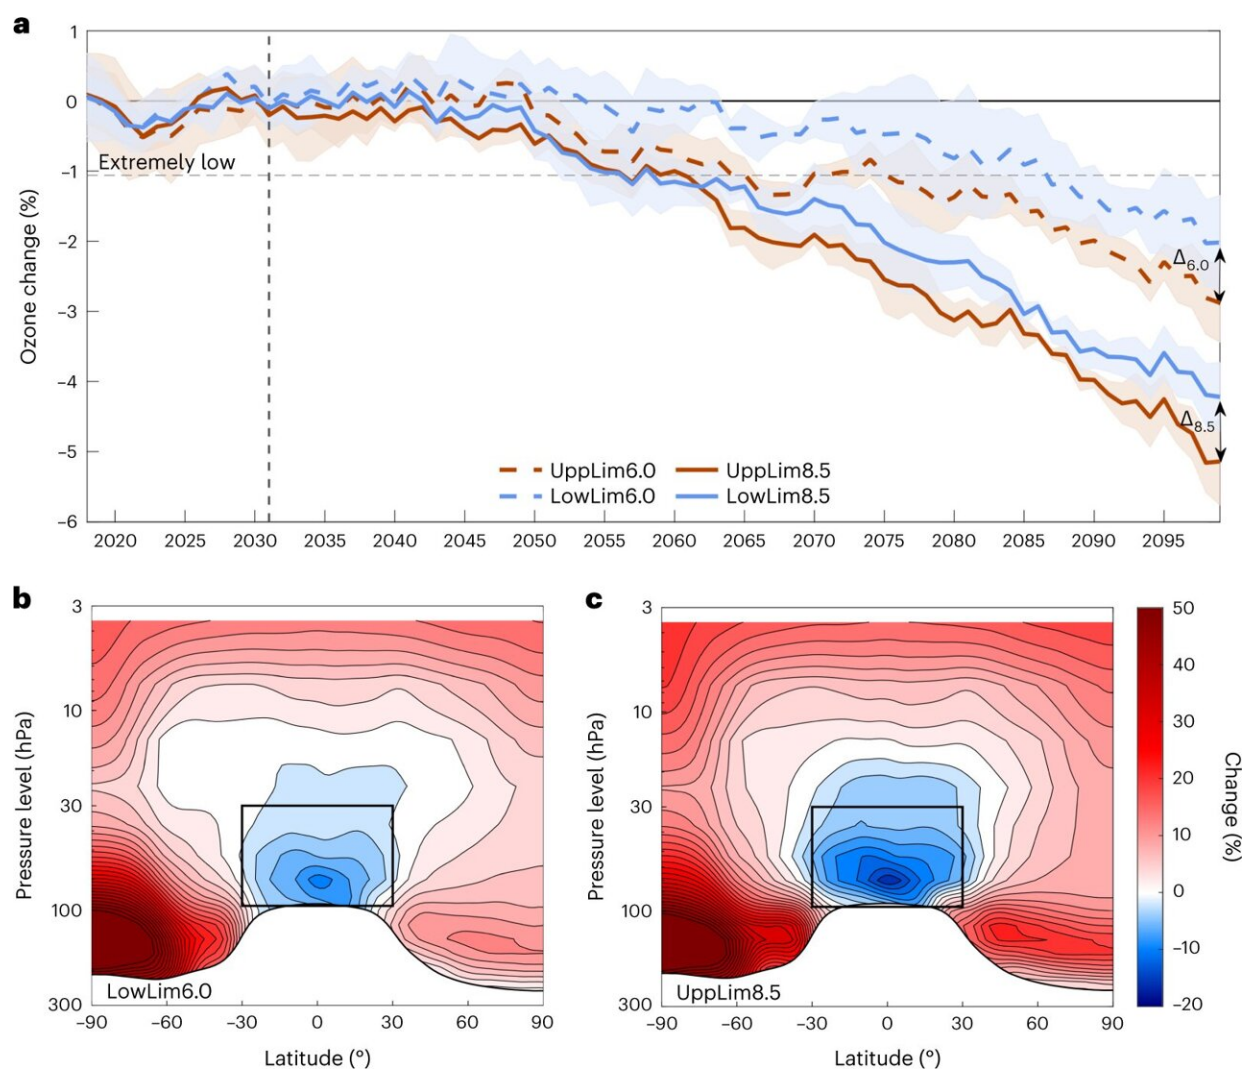 a
1
0
−1
−2
−3
−4
−5
−6
Ozone change (%)
Extremely low
Δ6.0
Δ8.5
UppLim6.0 UppLim8.5
LowLim6.0 LowLim8.5
2020 2025 2030 2035 2040 2045 2050 2055 2060 2065 2070 2075 2080 2085 2090 2095
b
3
10
30
100
300
Pressure level (hPa)
LowLim6.0
−90 −60 −30 0 30 60 90
Latitude (°)
c
3
10
30
100
300
Pressure level (hPa)
UppLim8.5
−90 −60 −30 0 30 60 90
Latitude (°)
50
40
30
20
10
0
−10
−20
Change (%)